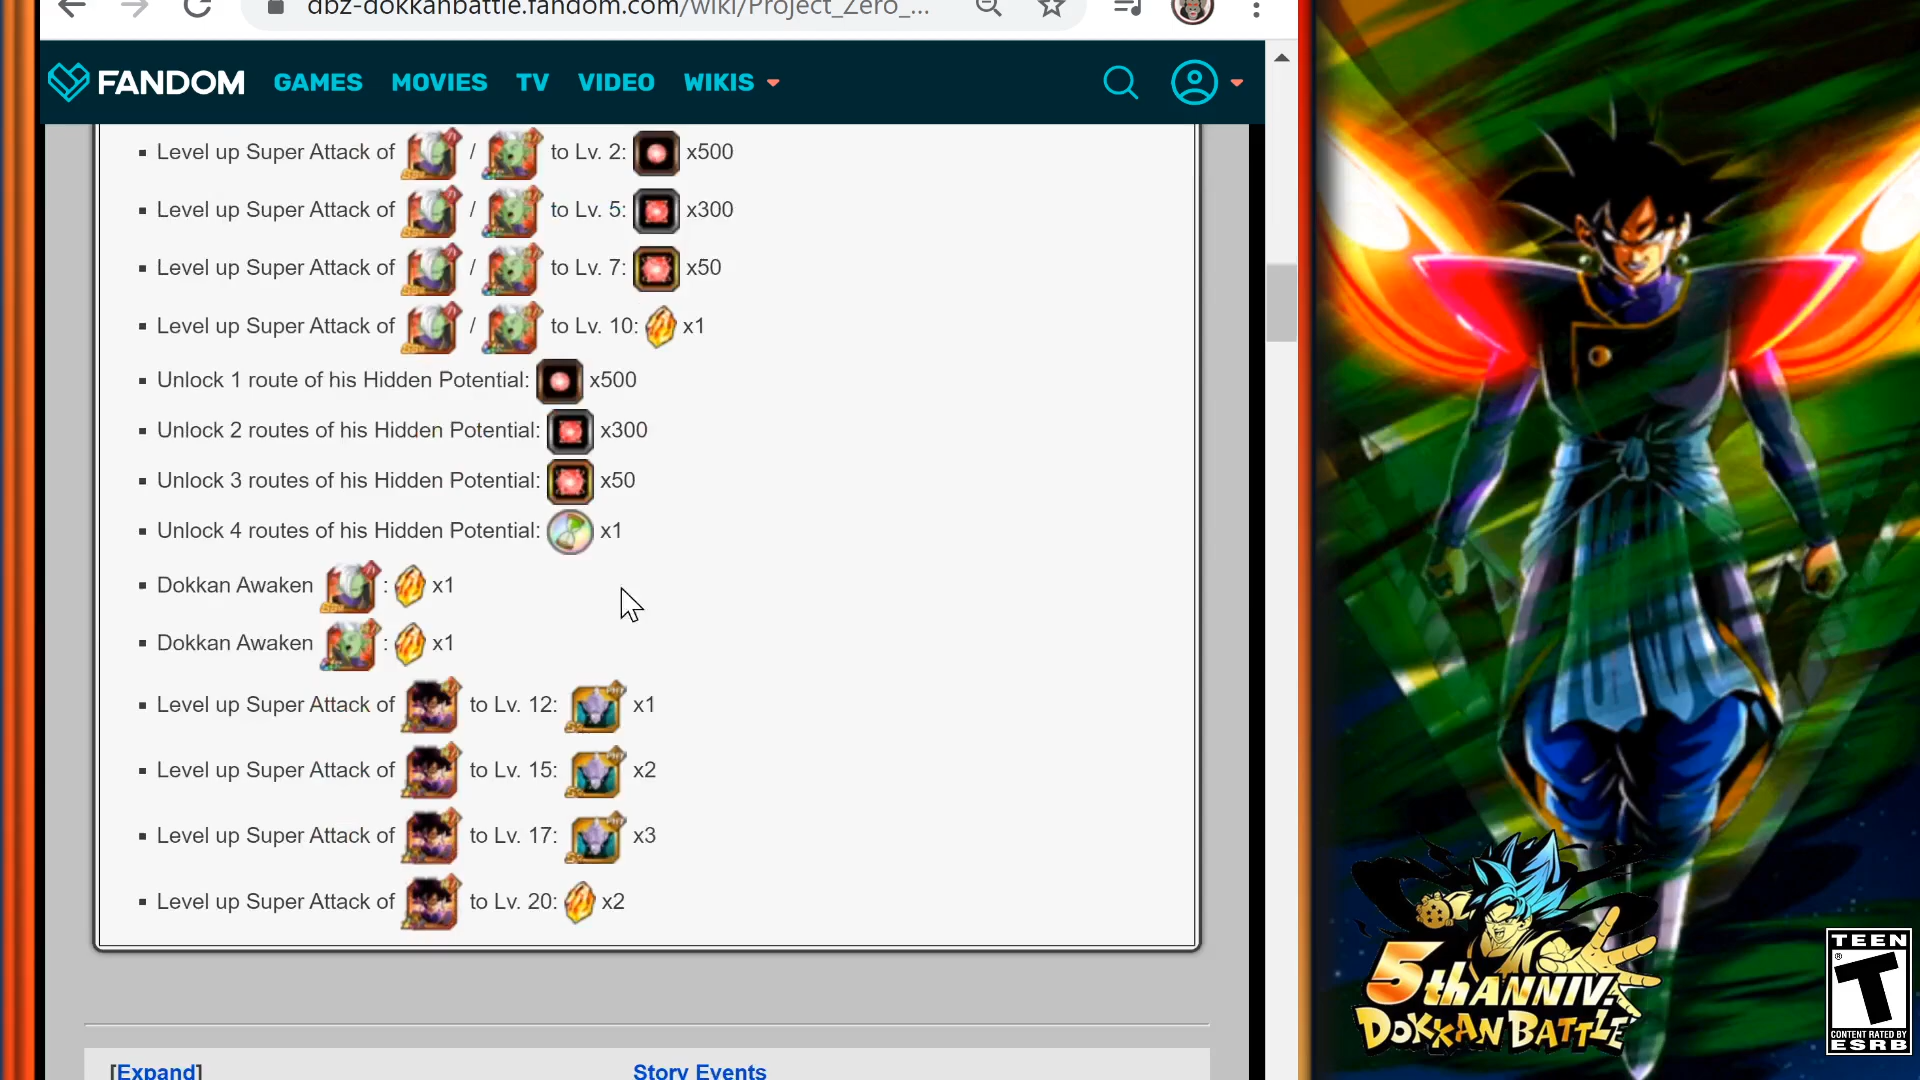 dbz-dokkanbattle.fandom.com/wiki/Project_Zero_...
FANDOM GAMES MOVIES TV VIDEO WIKIS
Level up Super Attack of / to Lv. 2: x500
Level up Super Attack of / to Lv. 5: x300
Level up Super Attack of / to Lv. 7: x50
Level up Super Attack of / to Lv. 10: x1
Unlock 1 route of his Hidden Potential: x500
Unlock 2 routes of his Hidden Potential: x300
Unlock 3 routes of his Hidden Potential: x50
Unlock 4 routes of his Hidden Potential: x1
Dokkan Awaken : x1
Dokkan Awaken : x1
Level up Super Attack of to Lv. 12: x1
Level up Super Attack of to Lv. 15: x2
Level up Super Attack of to Lv. 17: x3
Level up Super Attack of to Lv. 20: x2
[Expand] Story Events
5th ANNIV.
DOKKAN BATTLE
TEEN
T
®
CONTENT RATED BY
ESRB